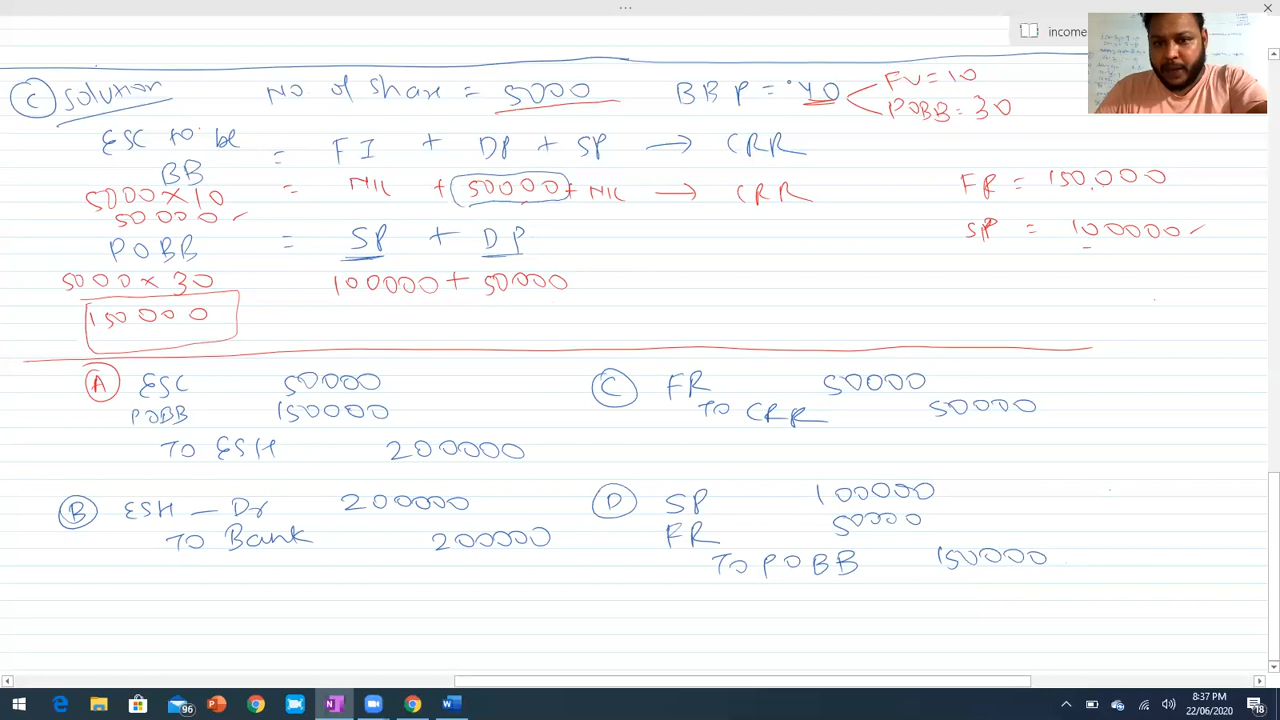 income
C solution No of share = 5000 BBP = 40 FV = 10
POBB = 30
ESC to be BB = FI + DP + SP → CRR
5000 × 10 = NIL + 50000 + NIL → CRR
50000
FR = 150,000
POBB = SP + DP
SP = 100000
5000 × 30 100000 + 50000
150000
A ESC 50000
POBB 150000
TO ESH 200000
B ESH - Dr 200000
TO Bank 200000
C FR 50000
TO CRR 50000
D SP 100000
FR 50000
TO POBB 150000
96
8:37 PM
22/06/2020
18